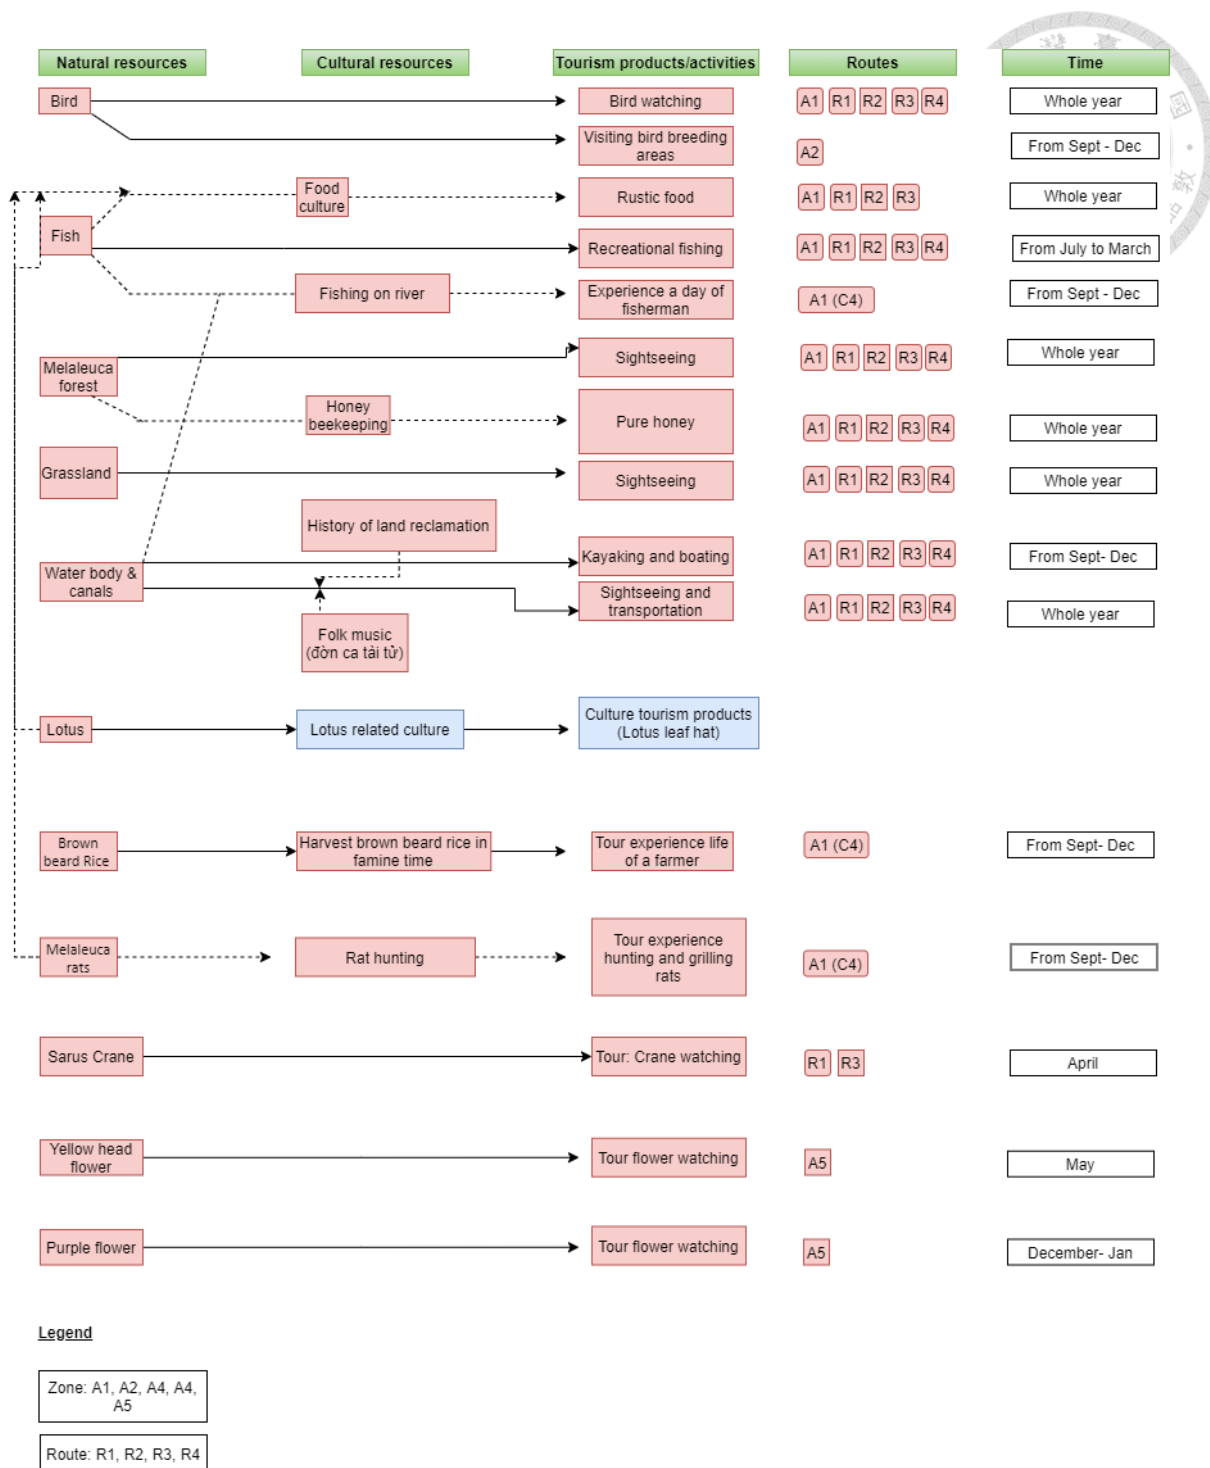 Natural resources
Cultural resources
Tourism products/activities
Routes
Time
Bird
Bird watching
A1 R1 R2 R3 R4
Whole year
Visiting bird breeding
areas
A2
From Sept - Dec
Food
culture
Rustic food
A1 R1 R2 R3
Whole year
Fish
Recreational fishing
A1 R1 R2 R3 R4
From July to March
Fishing on river
Experience a day of
fisherman
A1 (C4)
From Sept - Dec
Melaleuca
forest
Sightseeing
A1 R1 R2 R3 R4
Whole year
Honey
beekeeping
Pure honey
A1 R1 R2 R3 R4
Whole year
Grassland
Sightseeing
A1 R1 R2 R3 R4
Whole year
History of land reclamation
Water body &
canals
Kayaking and boating
A1 R1 R2 R3 R4
From Sept- Dec
Sightseeing and
transportation
A1 R1 R2 R3 R4
Whole year
Folk music
(đờn ca tài tử)
Lotus
Lotus related culture
Culture tourism products
(Lotus leaf hat)
Brown
beard Rice
Harvest brown beard rice in
famine time
Tour experience life
of a farmer
A1 (C4)
From Sept- Dec
Melaleuca
rats
Rat hunting
Tour experience
hunting and grilling
rats
A1 (C4)
From Sept- Dec
Sarus Crane
Tour: Crane watching
R1 R3
April
Yellow head
flower
Tour flower watching
A5
May
Purple flower
Tour flower watching
A5
December- Jan
Legend
Zone: A1, A2, A4, A4,
A5
Route: R1, R2, R3, R4